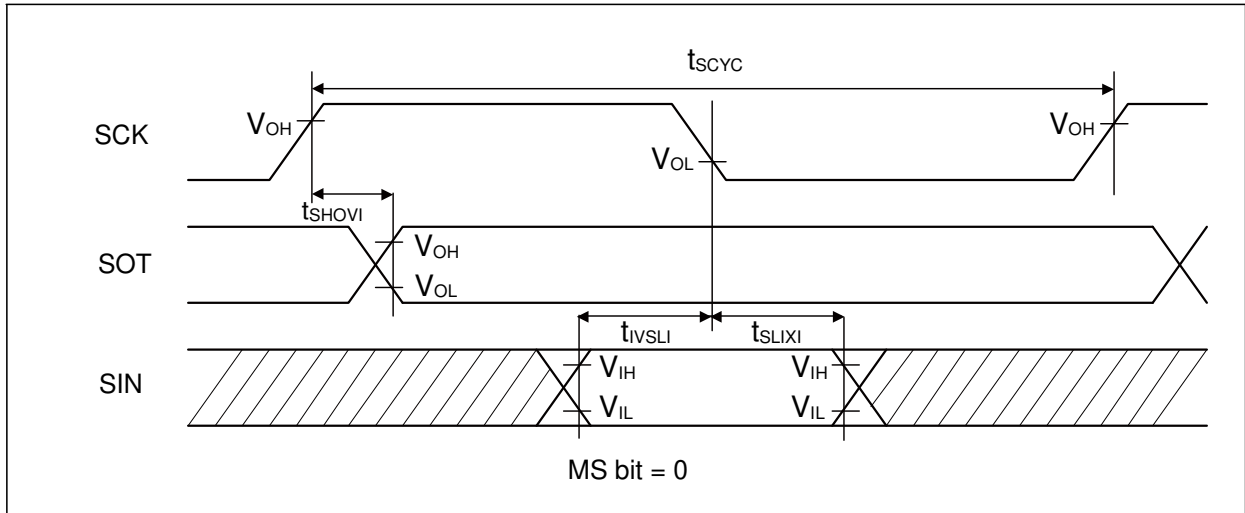 tSCYC
SCK
VOH
VOL
VOH
tSHOVI
SOT
VOH
VOL
tIVSLI
tSLIXI
SIN
VIH
VIL
VIH
VIL
MS bit = 0